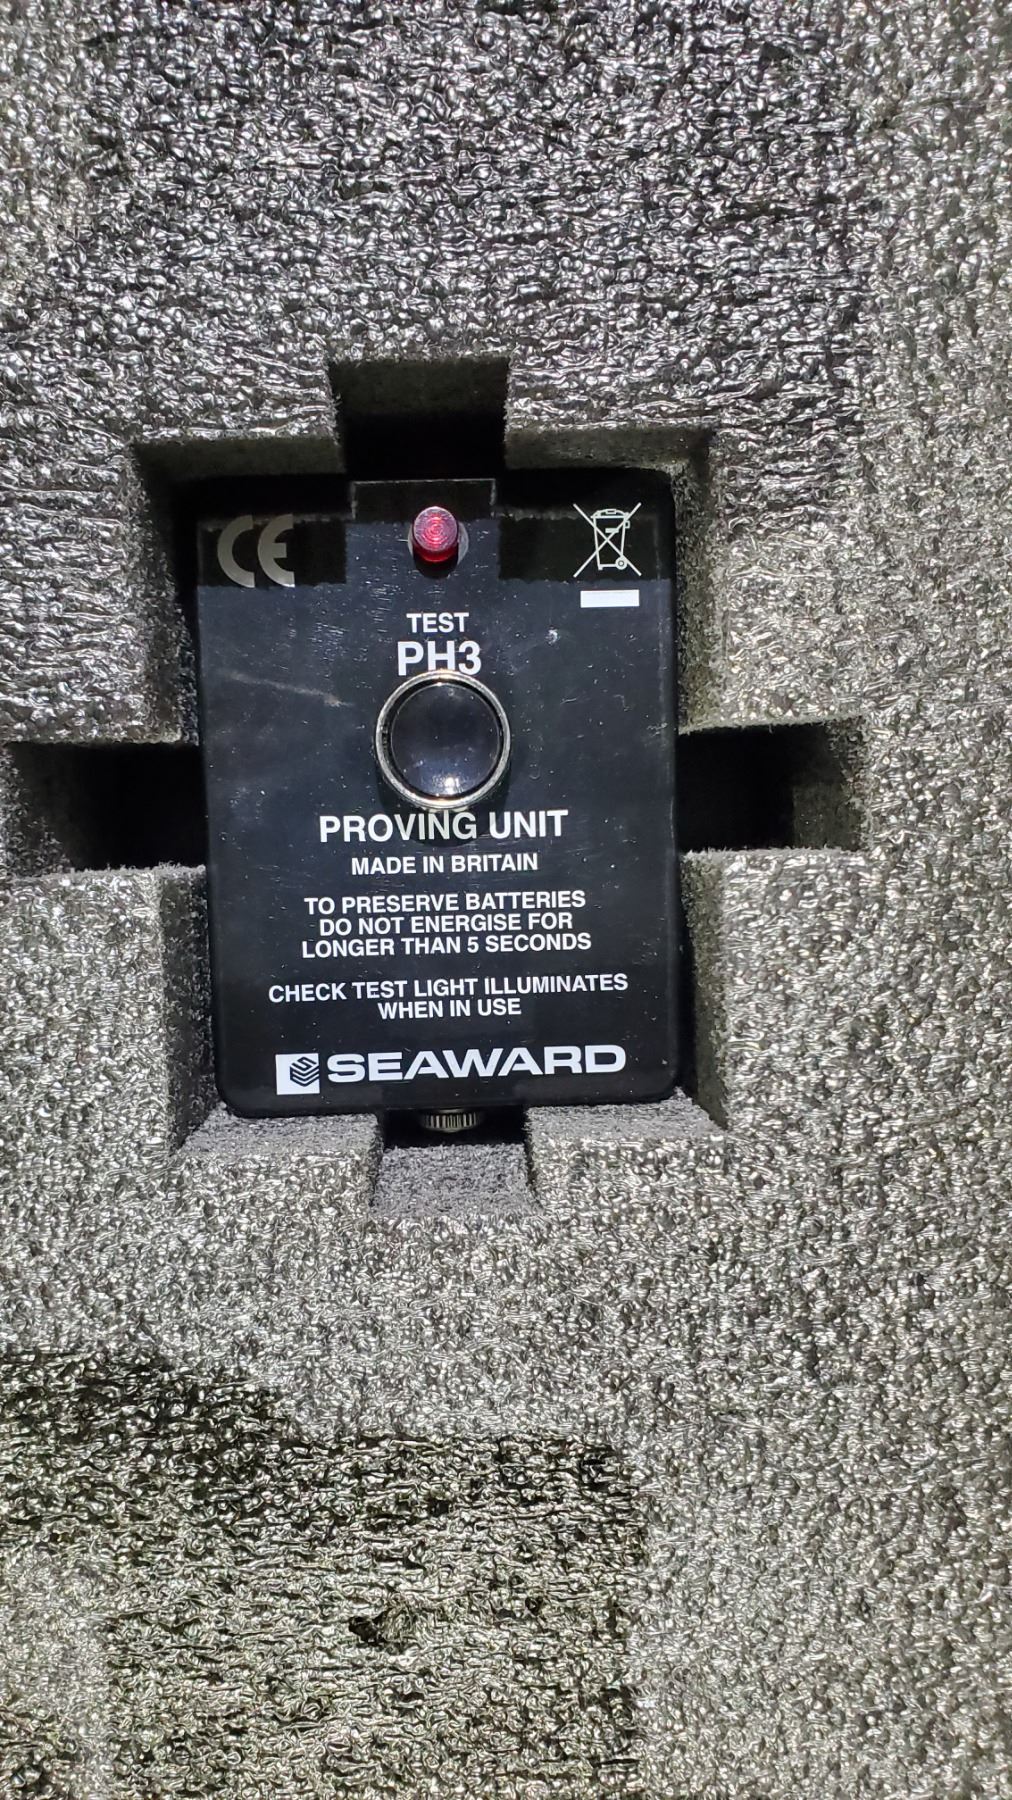 CE
TEST
PH3
PROVING UNIT
MADE IN BRITAIN
TO PRESERVE BATTERIES
DO NOT ENERGISE FOR
LONGER THAN 5 SECONDS
CHECK TEST LIGHT ILLUMINATES
WHEN IN USE
SEAWARD